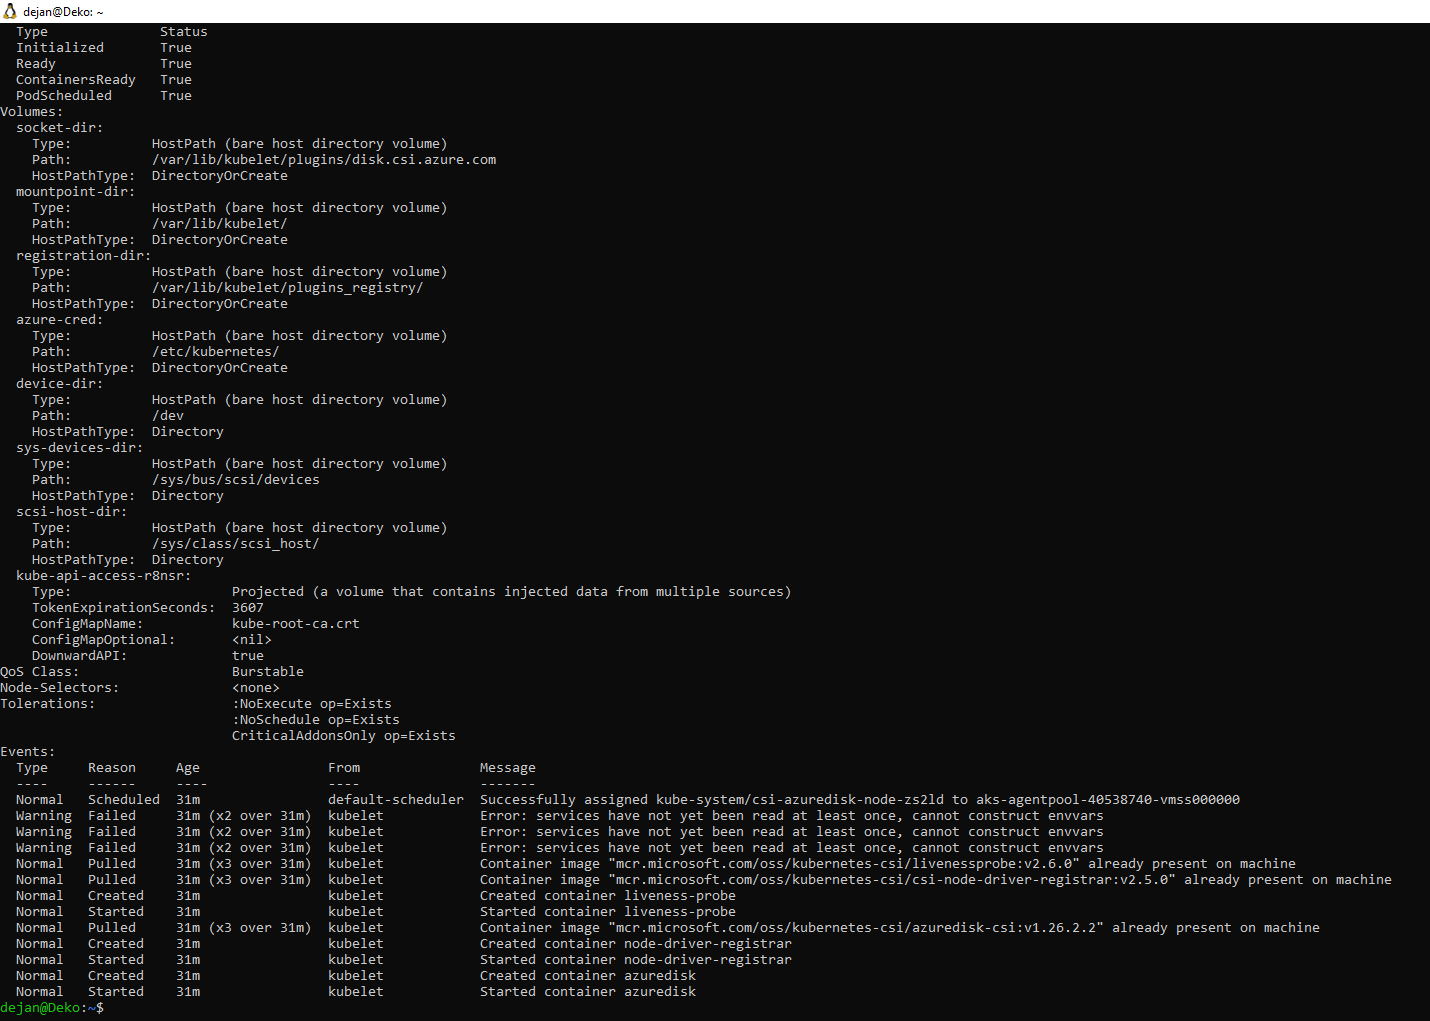 dejan@Deko: ~
Type Status
Initialized True
Ready True
ContainersReady True
PodScheduled True
Volumes:
socket-dir:
Type: HostPath (bare host directory volume)
Path: /var/lib/kubelet/plugins/disk.csi.azure.com
HostPathType: DirectoryOrCreate
mountpoint-dir:
Type: HostPath (bare host directory volume)
Path: /var/lib/kubelet/
HostPathType: DirectoryOrCreate
registration-dir:
Type: HostPath (bare host directory volume)
Path: /var/lib/kubelet/plugins_registry/
HostPathType: DirectoryOrCreate
azure-cred:
Type: HostPath (bare host directory volume)
Path: /etc/kubernetes/
HostPathType: DirectoryOrCreate
device-dir:
Type: HostPath (bare host directory volume)
Path: /dev
HostPathType: Directory
sys-devices-dir:
Type: HostPath (bare host directory volume)
Path: /sys/bus/scsi/devices
HostPathType: Directory
scsi-host-dir:
Type: HostPath (bare host directory volume)
Path: /sys/class/scsi_host/
HostPathType: Directory
kube-api-access-r8nsr:
Type: Projected (a volume that contains injected data from multiple sources)
TokenExpirationSeconds: 3607
ConfigMapName: kube-root-ca.crt
ConfigMapOptional: <nil>
DownwardAPI: true
QoS Class: Burstable
Node-Selectors: <none>
Tolerations: :NoExecute op=Exists
:NoSchedule op=Exists
CriticalAddonsOnly op=Exists
Events:
Type Reason Age From Message
---- ------ ---- ---- -------
Normal Scheduled 31m default-scheduler Successfully assigned kube-system/csi-azuredisk-node-zs2ld to aks-agentpool-40538740-vmss000000
Warning Failed 31m (x2 over 31m) kubelet Error: services have not yet been read at least once, cannot construct envvars
Warning Failed 31m (x2 over 31m) kubelet Error: services have not yet been read at least once, cannot construct envvars
Warning Failed 31m (x2 over 31m) kubelet Error: services have not yet been read at least once, cannot construct envvars
Normal Pulled 31m (x3 over 31m) kubelet Container image "mcr.microsoft.com/oss/kubernetes-csi/livenessprobe:v2.6.0" already present on machine
Normal Pulled 31m (x3 over 31m) kubelet Container image "mcr.microsoft.com/oss/kubernetes-csi/csi-node-driver-registrar:v2.5.0" already present on machine
Normal Created 31m kubelet Created container liveness-probe
Normal Started 31m kubelet Started container liveness-probe
Normal Pulled 31m (x3 over 31m) kubelet Container image "mcr.microsoft.com/oss/kubernetes-csi/azuredisk-csi:v1.26.2.2" already present on machine
Normal Created 31m kubelet Created container node-driver-registrar
Normal Started 31m kubelet Started container node-driver-registrar
Normal Created 31m kubelet Created container azuredisk
Normal Started 31m kubelet Started container azuredisk
dejan@Deko:~$